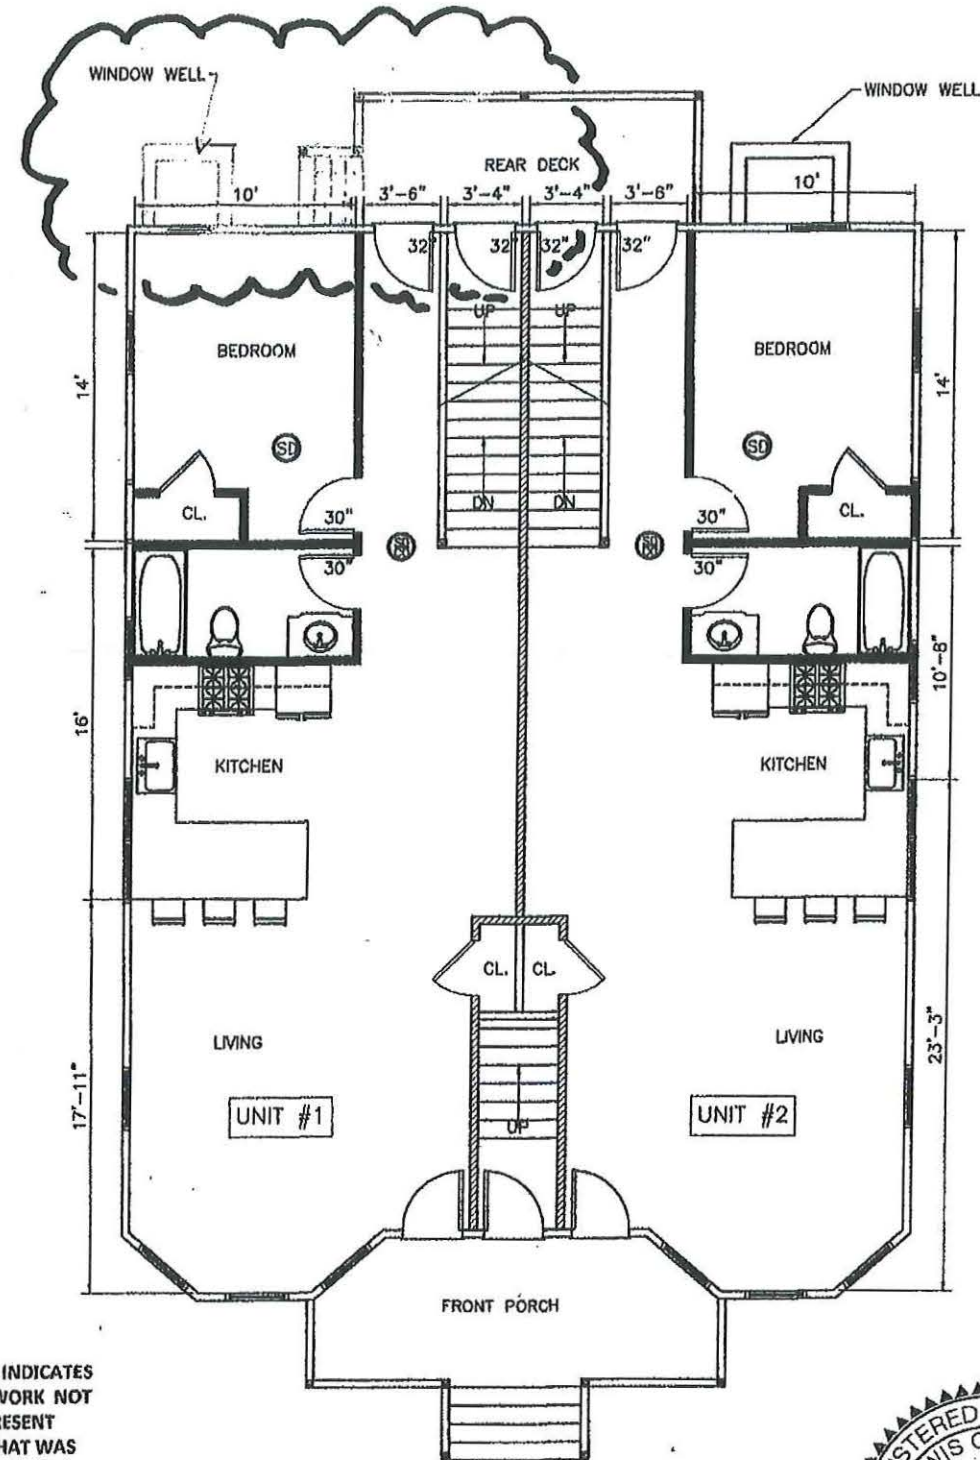 WINDOW WELL
WINDOW WELL
REAR DECK
10'
3'-6"
3'-4"
3'-4"
3'-6"
10'
32"
32"
32"
32"
UP
UP
BEDROOM
BEDROOM
14'
14'
SD
SD
CL.
CL.
DN
DN
30"
30"
30"
30"
16'
10'-8"
KITCHEN
KITCHEN
CL.
CL.
LIVING
LIVING
17'-11"
23'-3"
UNIT #1
UNIT #2
UP
FRONT PORCH
INDICATES
WORK NOT
HAT WAS